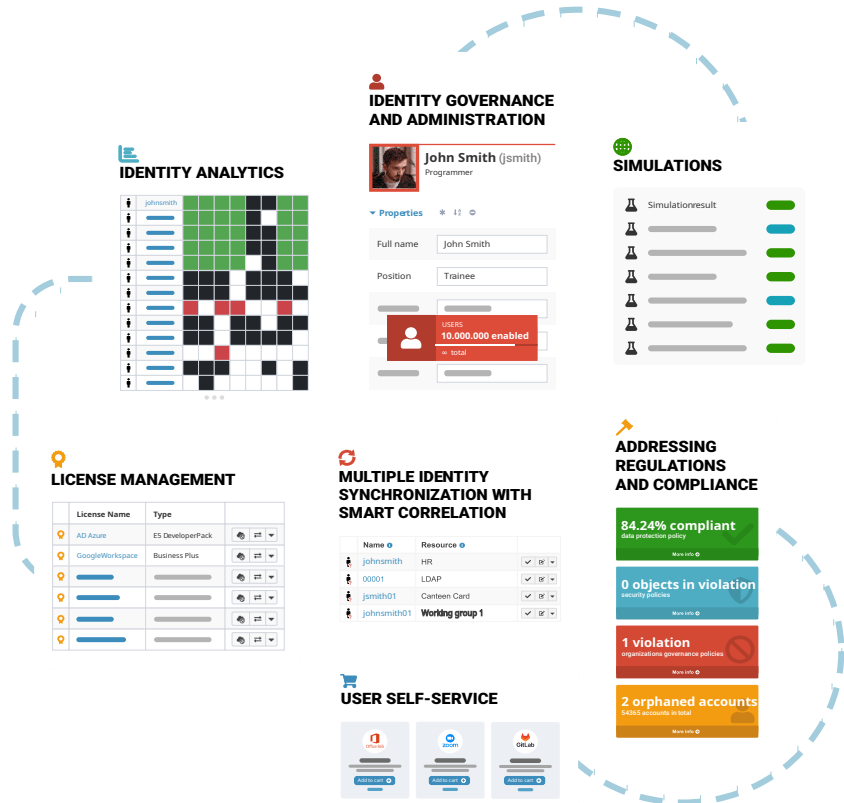 IDENTITY GOVERNANCE
AND ADMINISTRATION
John Smith (jsmith)
Programmer
Properties
Full name
John Smith
Position
Trainee
USERS
10.000.000 enabled
∞ total
IDENTITY ANALYTICS
johnsmith
SIMULATIONS
Simulationresult
LICENSE MANAGEMENT
License Name Type
AD Azure E5 DeveloperPack
GoogleWorkspace Business Plus
MULTIPLE IDENTITY
SYNCHRONIZATION WITH
SMART CORRELATION
Name Resource
johnsmith HR
00001 LDAP
jsmith01 Canteen Card
johnsmith01 Working group 1
ADDRESSING
REGULATIONS
AND COMPLIANCE
84.24% compliant
data protection policy
More info
0 objects in violation
security policies
More info
1 violation
organizations governance policies
More info
2 orphaned accounts
54365 accounts in total
More info
USER SELF-SERVICE
Office 365
zoom
GitLab
Add to cart
Add to cart
Add to cart